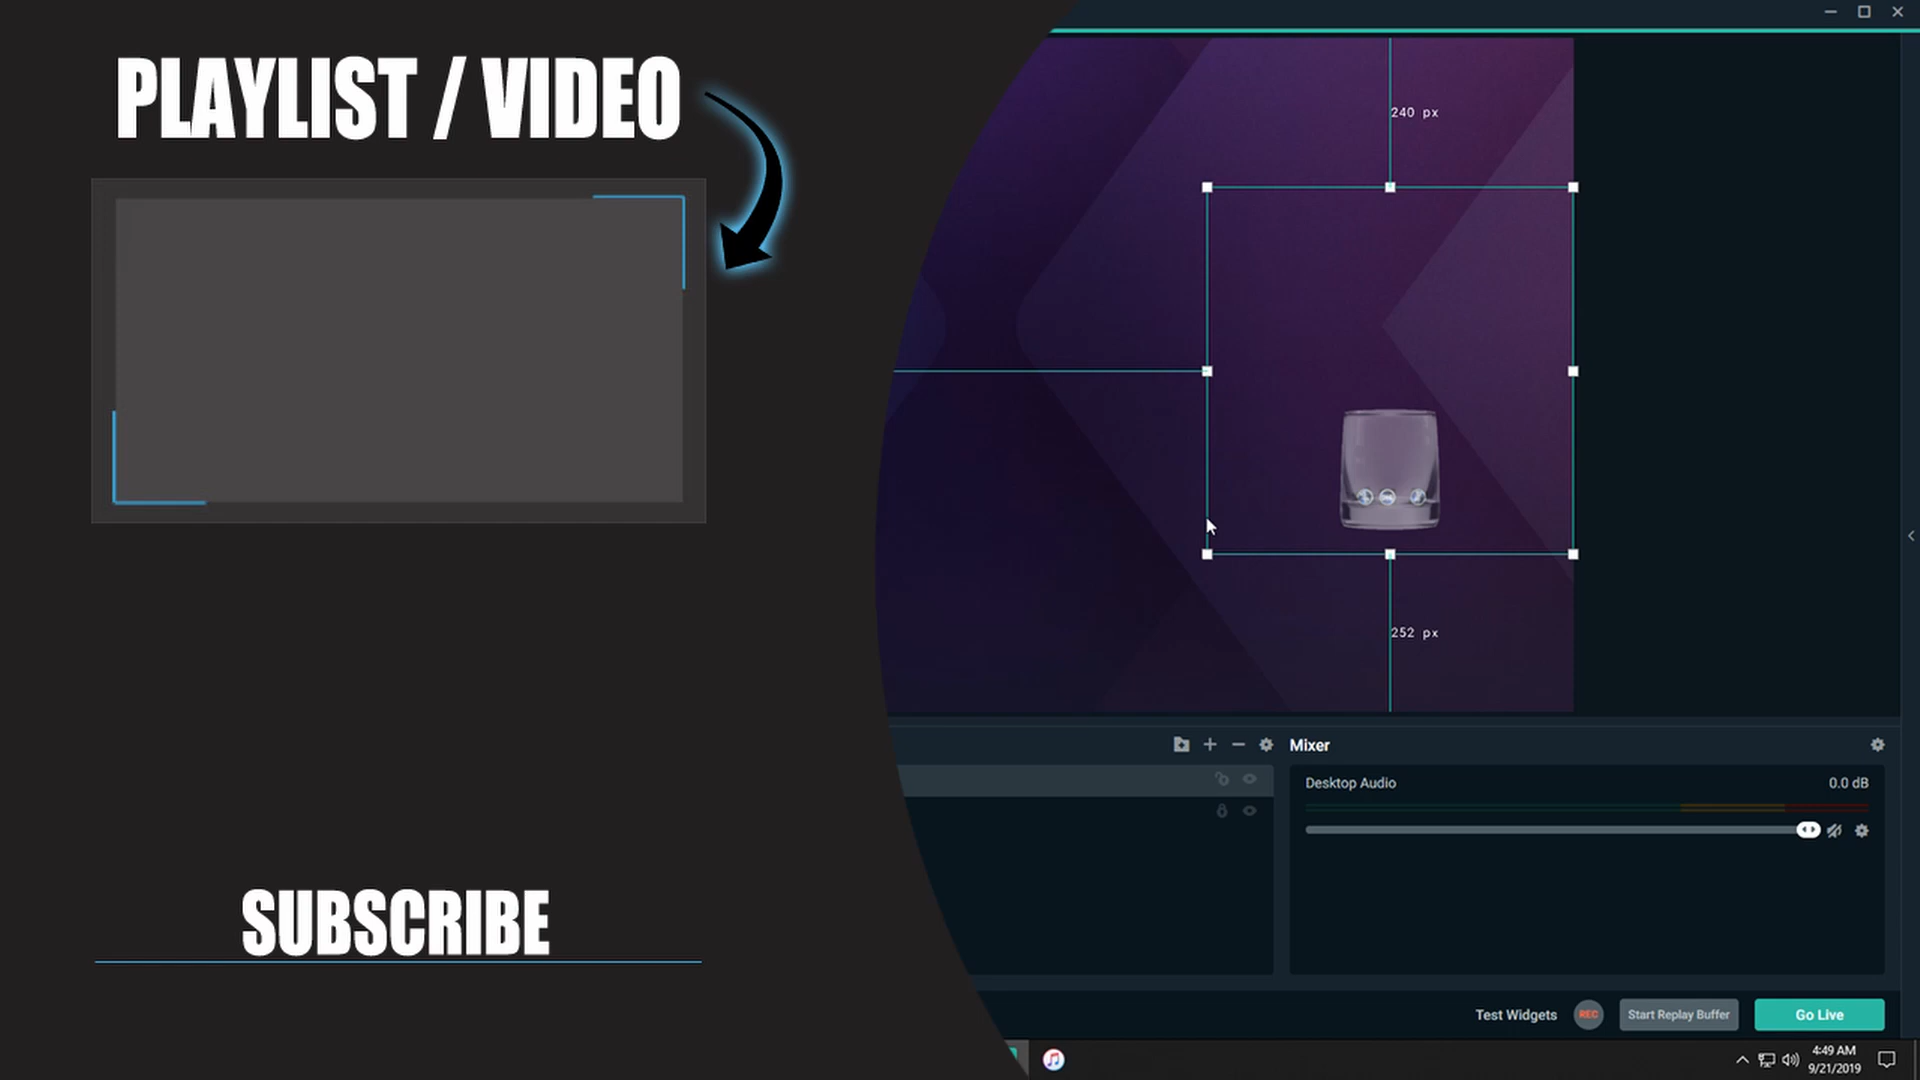 PLAYLIST / VIDEO
240 px
252 px
Mixer
Desktop Audio 0.0 dB
Test Widgets REC Start Replay Buffer Go Live
4:49 AM
9/21/2019
SUBSCRIBE